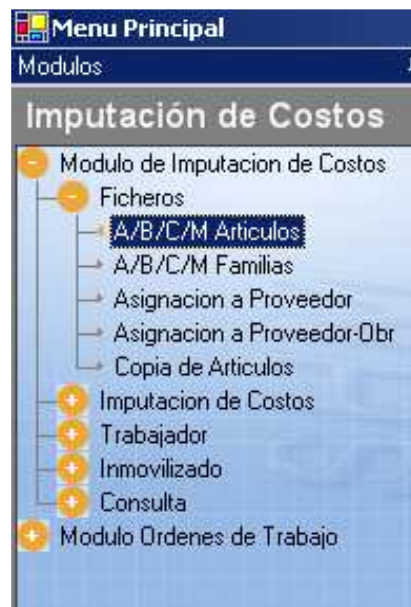 Menu Principal
Modulos
Imputación de Costos
Modulo de Imputacion de Costos
Ficheros
A/B/C/M Articulos
A/B/C/M Familias
Asignacion a Proveedor
Asignacion a Proveedor-Obr
Copia de Articulos
Imputacion de Costos
Trabajador
Inmovilizado
Consulta
Modulo Ordenes de Trabajo